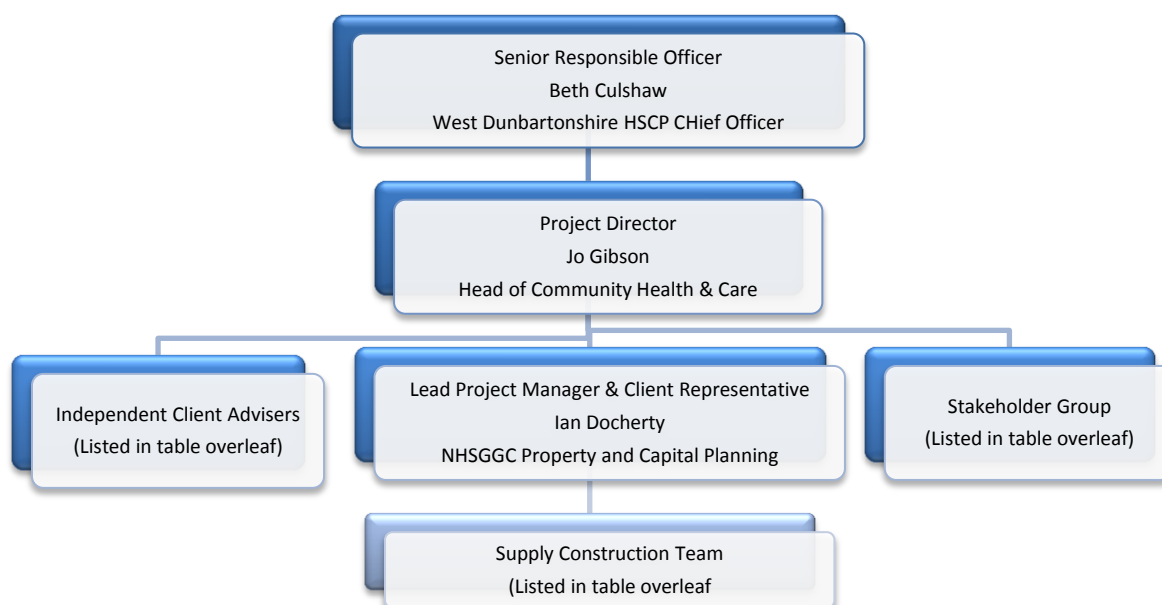 Senior Responsible Officer
Beth Culshaw
West Dunbartonshire HSCP CHief Officer
Project Director
Jo Gibson
Head of Community Health & Care
Independent Client Advisers
(Listed in table overleaf)
Lead Project Manager & Client Representative
Ian Docherty
NHSGGC Property and Capital Planning
Stakeholder Group
(Listed in table overleaf)
Supply Construction Team
(Listed in table overleaf